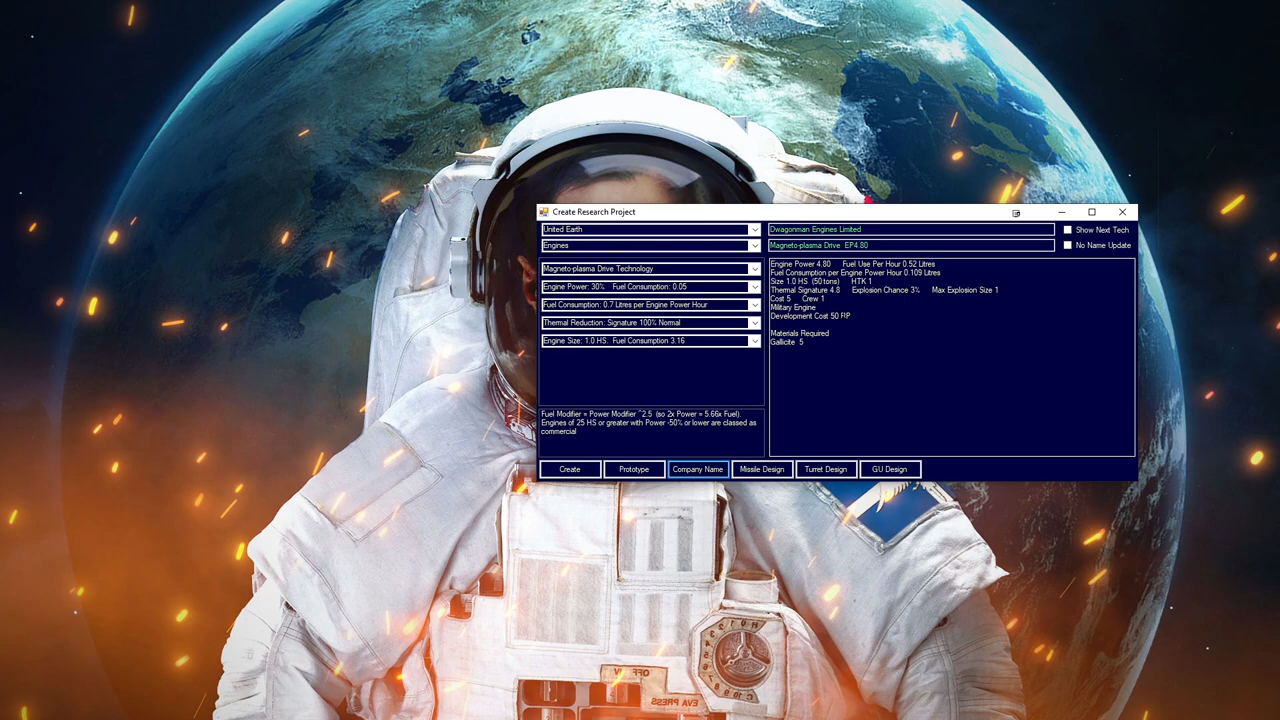 Create Research Project
United Earth
Dwagonman Engines Limited
Show Next Tech
Engines
Magneto-plasma Drive  EP4.80
No Name Update
Magneto-plasma Drive Technology
Engine Power: 30%    Fuel Consumption: 0.05
Fuel Consumption: 0.7 Litres per Engine Power Hour
Thermal Reduction: Signature 100% Normal
Engine Size: 1.0 HS.  Fuel Consumption 3.16
Fuel Modifier = Power Modifier ^2.5  (so 2x Power = 5.66x Fuel).
Engines of 25 HS or greater with Power -50% or lower are classed as
commercial
Engine Power 4.80     Fuel Use Per Hour 0.52 Litres
Fuel Consumption per Engine Power Hour 0.109 Litres
Size 1.0 HS  (50 tons)     HTK 1
Thermal Signature 4.8     Explosion Chance 3%     Max Explosion Size 1
Cost 5     Crew 1
Military Engine
Development Cost 50 RP
Materials Required
Gallicite  5
Create
Prototype
Company Name
Missile Design
Turret Design
GU Design
OFF
EVA PRESS